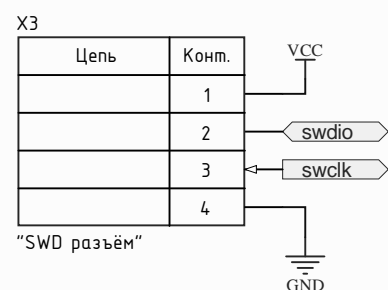 X3
Цепь Конт.
VCC
1
2 swdio
3 swclk
4
"SWD разъём"
GND